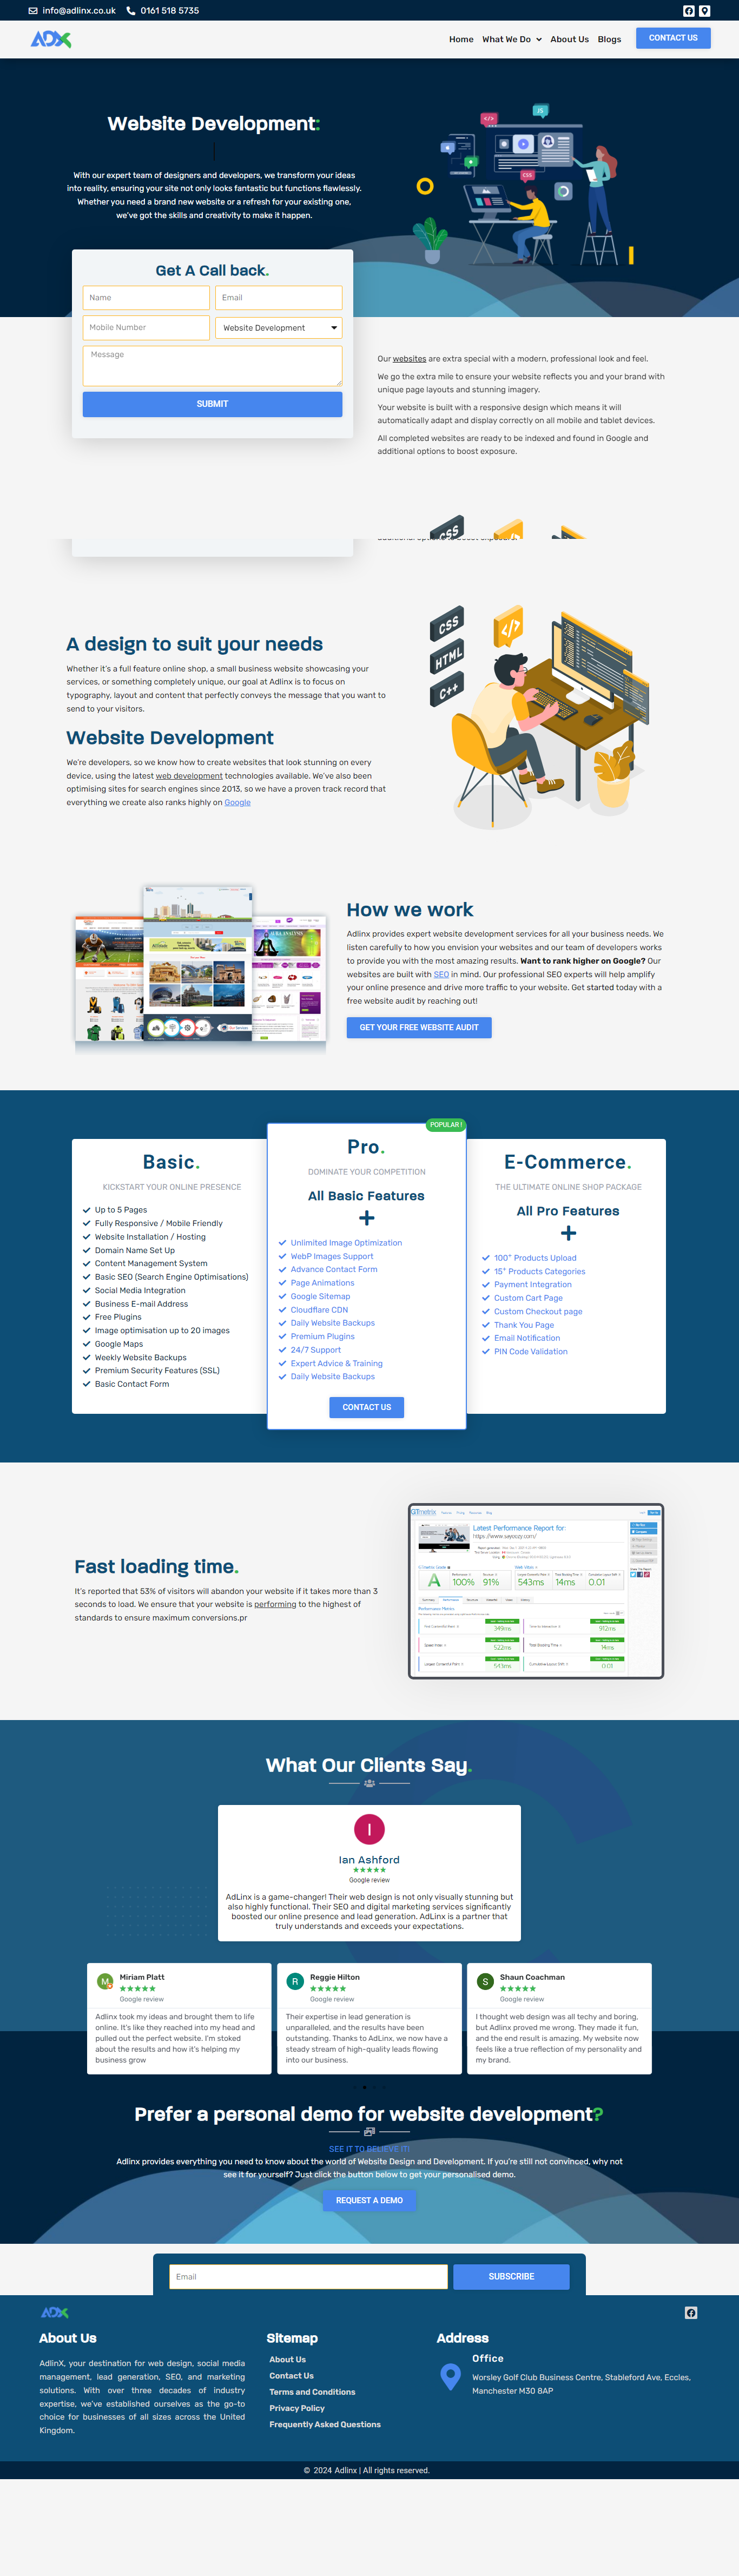 info@adlinx.co.uk
0161 518 5735
ADX
Home
What We Do
About Us
Blogs
CONTACT US
Website Development:
With our expert team of designers and developers, we transform your ideas
into reality, ensuring your site not only looks fantastic but functions flawlessly.
Whether you need a brand new website or a refresh for your existing one,
we've got the skills and creativity to make it happen.
</>
JS
CSS
Get A Call back.
Name
Email
Mobile Number
Website Development
Message
SUBMIT
Our websites are extra special with a modern, professional look and feel.
We go the extra mile to ensure your website reflects you and your brand with
unique page layouts and stunning imagery.
Your website is built with a responsive design which means it will
automatically adapt and display correctly on all mobile and tablet devices.
All completed websites are ready to be indexed and found in Google and
additional options to boost exposure.
CSS
</>
HTML
C++
A design to suit your needs
Whether it's a full feature online shop, a small business website showcasing your
services, or something completely unique, our goal at Adlinx is to focus on
typography, layout and content that perfectly conveys the message that you want to
send to your visitors.
Website Development
We're developers, so we know how to create websites that look stunning on every
device, using the latest web development technologies available. We've also been
optimising sites for search engines since 2013, so we have a proven track record that
everything we create also ranks highly on Google
How we work
Adlinx provides expert website development services for all your business needs. We
listen carefully to how you envision your websites and our team of developers works
to provide you with the most amazing results. Want to rank higher on Google? Our
websites are built with SEO in mind. Our professional SEO experts will help amplify
your online presence and drive more traffic to your website. Get started today with a
free website audit by reaching out!
GET YOUR FREE WEBSITE AUDIT
Basic.
KICKSTART YOUR ONLINE PRESENCE
Up to 5 Pages
Fully Responsive / Mobile Friendly
Website Installation / Hosting
Domain Name Set Up
Content Management System
Basic SEO (Search Engine Optimisations)
Social Media Integration
Business E-mail Address
Free Plugins
Image optimisation up to 20 images
Google Maps
Weekly Website Backups
Premium Security Features (SSL)
Basic Contact Form
POPULAR !
Pro.
DOMINATE YOUR COMPETITION
All Basic Features
Unlimited Image Optimization
WebP Images Support
Advance Contact Form
Page Animations
Google Sitemap
Cloudflare CDN
Daily Website Backups
Premium Plugins
24/7 Support
Expert Advice & Training
Daily Website Backups
CONTACT US
E-Commerce.
THE ULTIMATE ONLINE SHOP PACKAGE
All Pro Features
100+ Products Upload
15+ Products Categories
Payment Integration
Custom Cart Page
Custom Checkout page
Thank You Page
Email Notification
PIN Code Validation
Fast loading time.
It's reported that 53% of visitors will abandon your website if it takes more than 3
seconds to load. We ensure that your website is performing to the highest of
standards to ensure maximum conversions.pr
GTmetrix
Latest Performance Report for:
https://www.sayoozy.com/
A
100%
91%
543ms
14ms
0.01
349ms
912ms
522ms
14ms
543ms
0.01
What Our Clients Say.
I
Ian Ashford
Google review
AdLinx is a game-changer! Their web design is not only visually stunning but
also highly functional. Their SEO and digital marketing services significantly
boosted our online presence and lead generation. AdLinx is a partner that
truly understands and exceeds your expectations.
M
Miriam Platt
Google review
Adlinx took my ideas and brought them to life
online. It's like they reached into my head and
pulled out the perfect website. I'm stoked
about the results and how it's helping my
business grow
R
Reggie Hilton
Google review
Their expertise in lead generation is
unparalleled, and the results have been
outstanding. Thanks to AdLinx, we now have a
steady stream of high-quality leads flowing
into our business.
S
Shaun Coachman
Google review
I thought web design was all techy and boring,
but Adlinx proved me wrong. They made it fun,
and the end result is amazing. My website now
feels like a true reflection of my personality and
my brand.
Prefer a personal demo for website development?
SEE IT TO BELIEVE IT!
Adlinx provides everything you need to know about the world of Website Design and Development. If you're still not convinced, why not
see it for yourself? Just click the button below to get your personalised demo.
REQUEST A DEMO
Email
SUBSCRIBE
ADX
About Us
AdlinX, your destination for web design, social media
management, lead generation, SEO, and marketing
solutions. With over three decades of industry
expertise, we've established ourselves as the go-to
choice for businesses of all sizes across the United
Kingdom.
Sitemap
About Us
Contact Us
Terms and Conditions
Privacy Policy
Frequently Asked Questions
Address
Office
Worsley Golf Club Business Centre, Stableford Ave, Eccles,
Manchester M30 8AP
© 2024 Adlinx | All rights reserved.